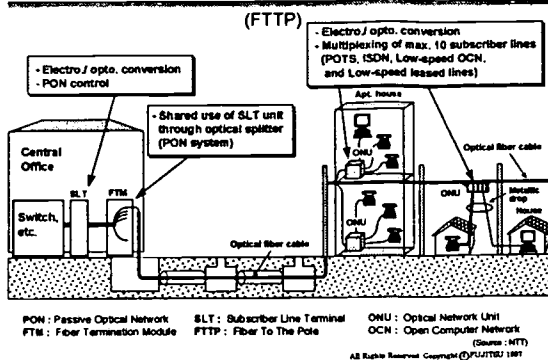 (FTTP)
- Electro./ opto. conversion
- Multiplexing of max. 10 subscriber lines
(POTS, ISDN, Low-speed OCN,
and Low-speed leased lines)
- Electro./ opto. conversion
- PON control
- Shared use of SLT unit
through optical splitter
(PON system)
Apt. house
Central
Office
SLT
FTM
Switch,
etc.
ONU
ONU
Optical fiber cable
ONU
Metallic
drop
House
Optical fiber cable
PON : Passive Optical Network
SLT : Subscriber Line Terminal
ONU : Optical Network Unit
FTM : Fiber Termination Module
FTTP : Fiber To The Pole
OCN : Open Computer Network
(Source : NTT)
All Rights Reserved Copyright (C) FUJITSU 1997